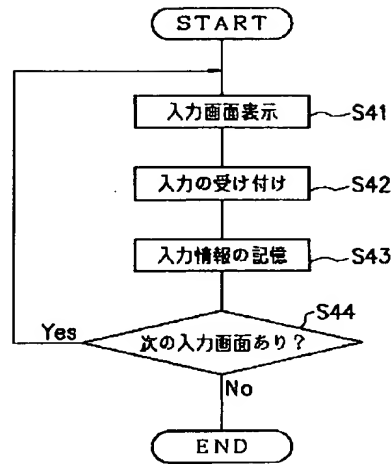 START
入力画面表示
S41
入力の受け付け
S42
入力情報の記憶
S43
S44
Yes
次の入力画面あり？
No
END